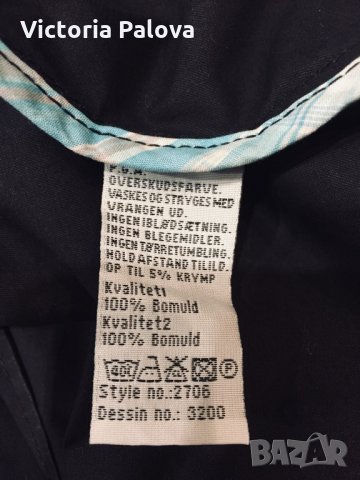 Victoria Palova
P.G.A.
OVERSKUDSFARVE.
VASKES OG STRYGES MED
VRANGEN UD.
INGEN IBLØDSÆTNING.
INGEN BLEGEMIDLER.
INGEN TØRRETUMBLING.
HOLD AFSTAND TIL ILD.
OP TIL 5% KRYMP
Kvalitet1
100% Bomuld
Kvalitet2
100% Bomuld
40C P
Style no.:2706
Dessin no.: 3200
BAZAR